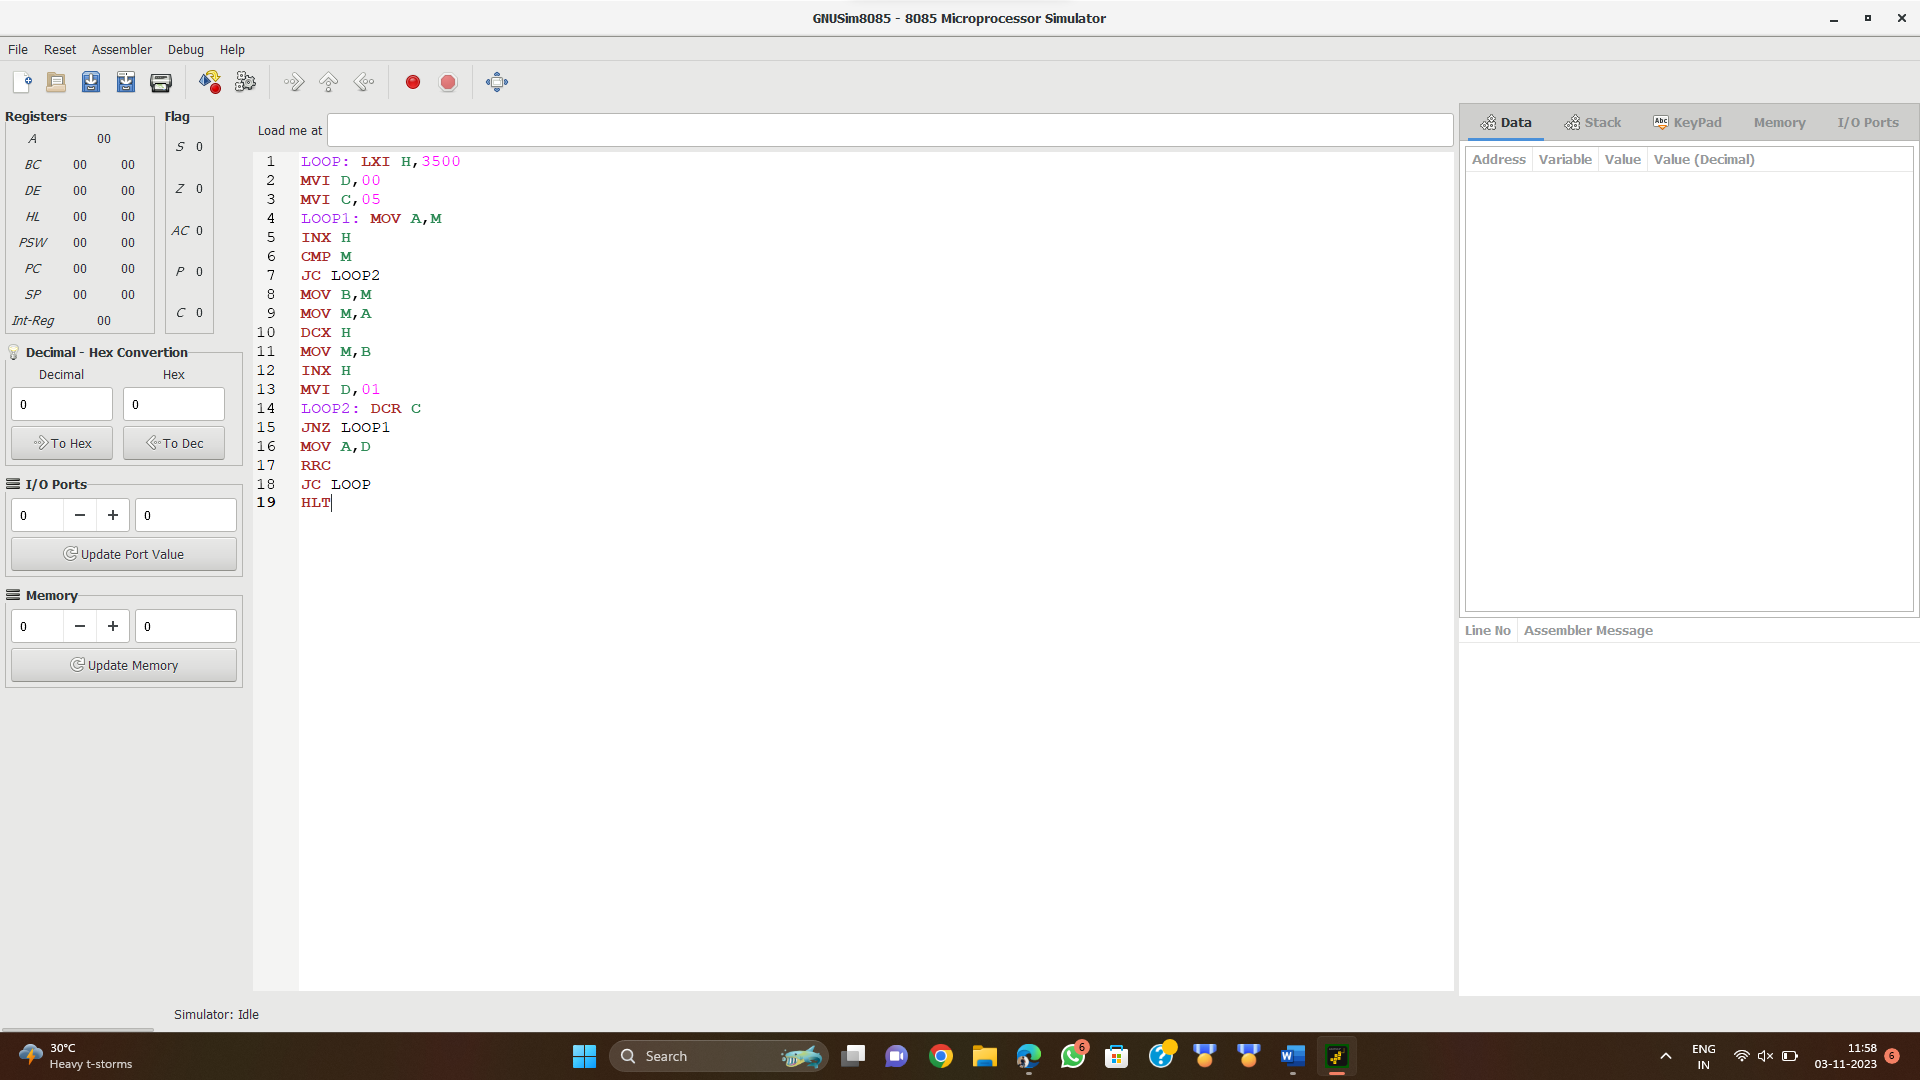 GNUSim8085 - 8085 Microprocessor Simulator
File Reset Assembler Debug Help
Registers
A 00
BC 00 00
DE 00 00
HL 00 00
PSW 00 00
PC 00 00
SP 00 00
Int-Reg 00
Flag
S 0
Z 0
AC 0
P 0
C 0
Decimal - Hex Convertion
Decimal Hex
0 0
To Hex To Dec
I/O Ports
0 − + 0
Update Port Value
Memory
0 − + 0
Update Memory
Load me at
1 LOOP: LXI H,3500
2 MVI D,00
3 MVI C,05
4 LOOP1: MOV A,M
5 INX H
6 CMP M
7 JC LOOP2
8 MOV B,M
9 MOV M,A
10 DCX H
11 MOV M,B
12 INX H
13 MVI D,01
14 LOOP2: DCR C
15 JNZ LOOP1
16 MOV A,D
17 RRC
18 JC LOOP
19 HLT
Data Stack Abc KeyPad Memory I/O Ports
Address Variable Value Value (Decimal)
Line No Assembler Message
Simulator: Idle
30°C
Heavy t-storms
Search
6
ENG
IN
11:58
03-11-2023
6